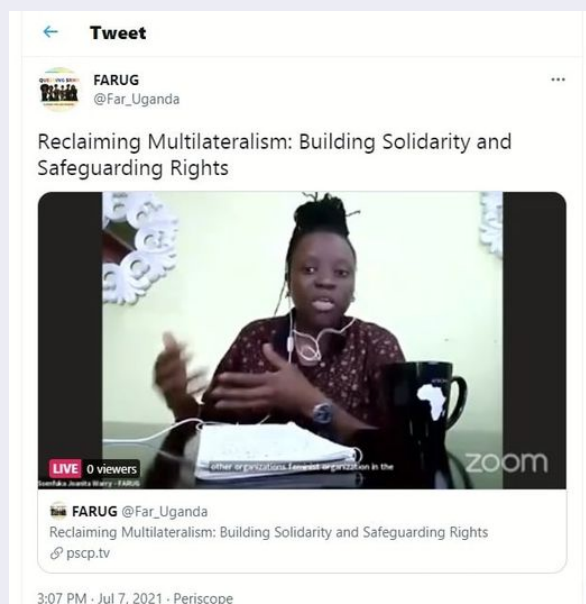 Tweet
FARUG
@Far_Uganda
Reclaiming Multilateralism: Building Solidarity and
Safeguarding Rights
other organizations feminist organization in the
zoom
LIVE 0 viewers
FARUG @Far_Uganda
Reclaiming Multilateralism: Building Solidarity and Safeguarding Rights
pscp.tv
3:07 PM · Jul 7, 2021 · Periscope